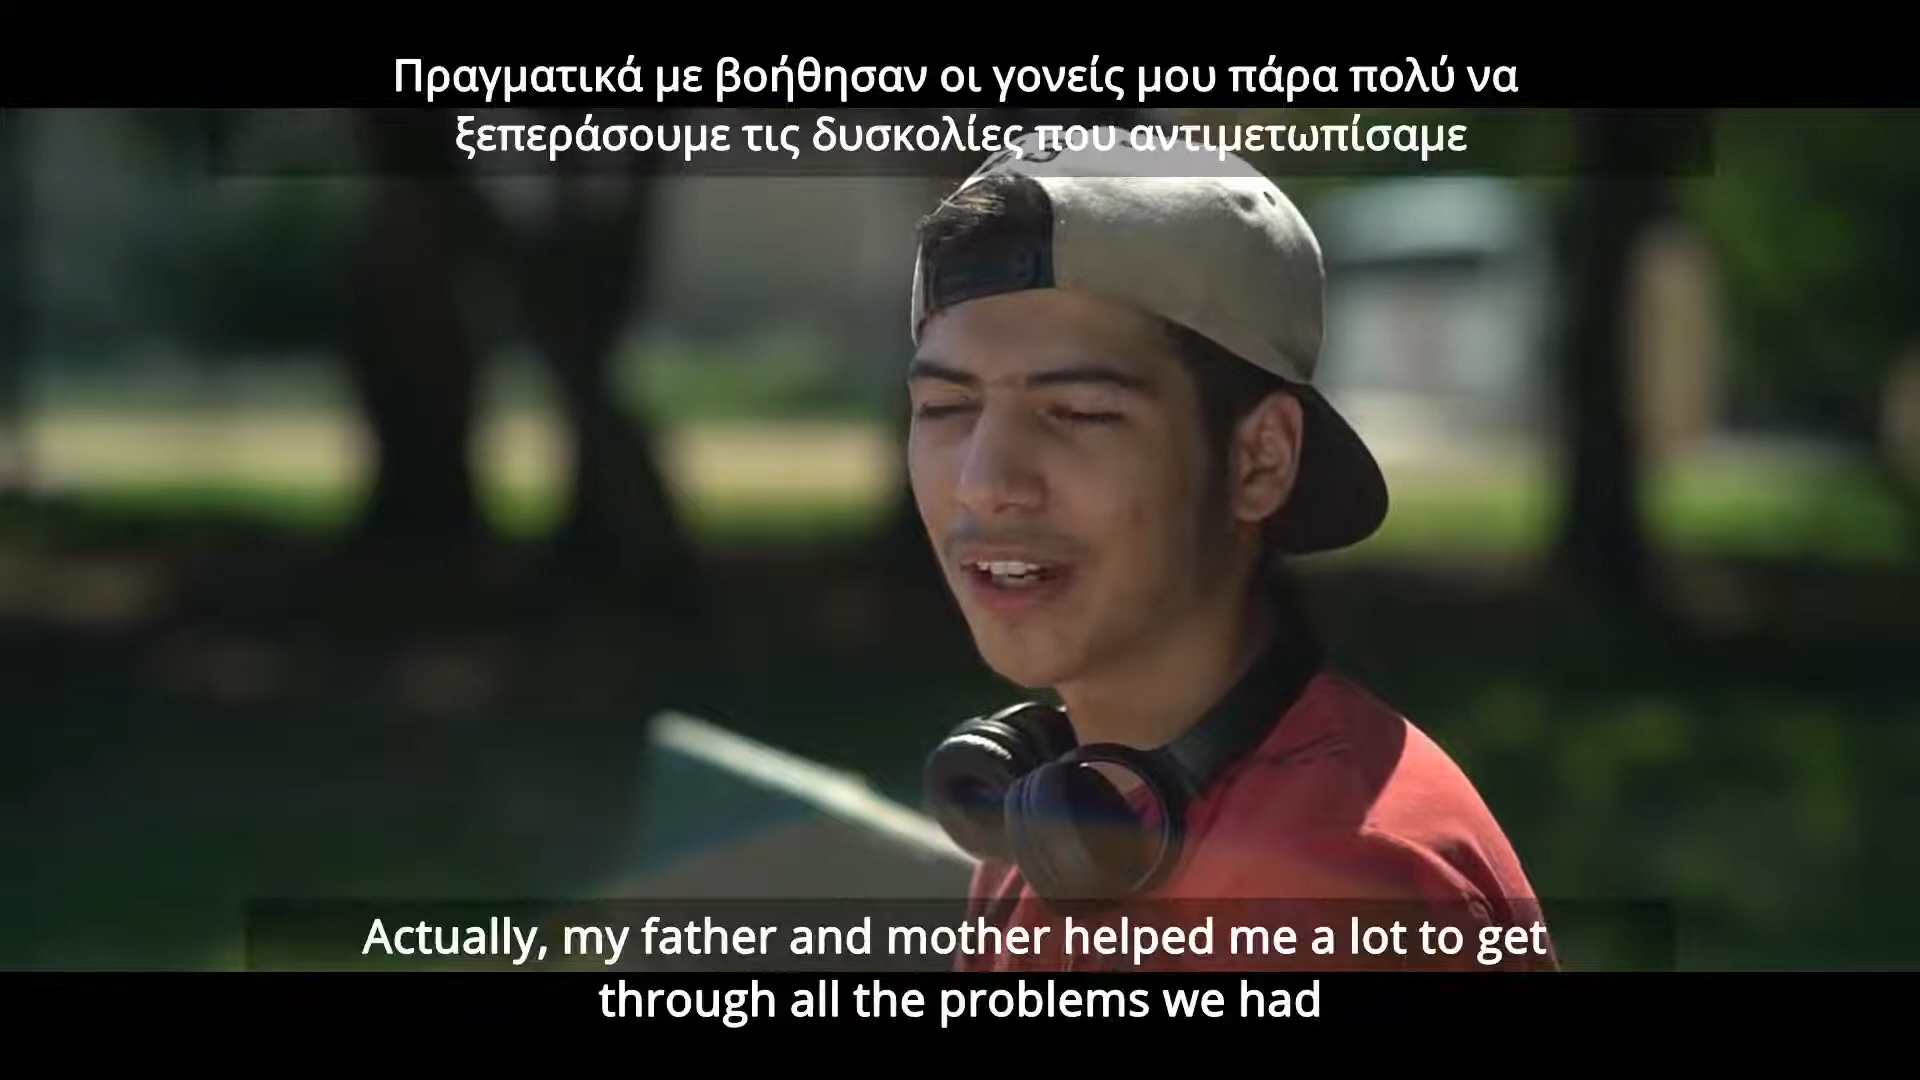 Πραγματικά με βοήθησαν οι γονείς μου πάρα πολύ να
ξεπεράσουμε τις δυσκολίες που αντιμετωπίσαμε
Actually, my father and mother helped me a lot to get
through all the problems we had